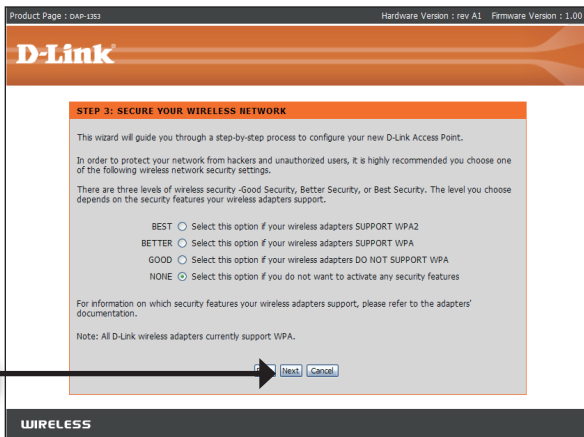 Product Page : DAP-1353 Hardware Version : rev A1 Firmware Version : 1.00
D-Link
STEP 3: SECURE YOUR WIRELESS NETWORK
This wizard will guide you through a step-by-step process to configure your new D-Link Access Point.
In order to protect your network from hackers and unauthorized users, it is highly recommended you choose one
of the following wireless network security settings.
There are three levels of wireless security -Good Security, Better Security, or Best Security. The level you choose
depends on the security features your wireless adapters support.
BEST Select this option if your wireless adapters SUPPORT WPA2
BETTER Select this option if your wireless adapters SUPPORT WPA
GOOD Select this option if your wireless adapters DO NOT SUPPORT WPA
NONE Select this option if you do not want to activate any security features
For information on which security features your wireless adapters support, please refer to the adapters'
documentation.
Note: All D-Link wireless adapters currently support WPA.
Next Cancel
WIRELESS